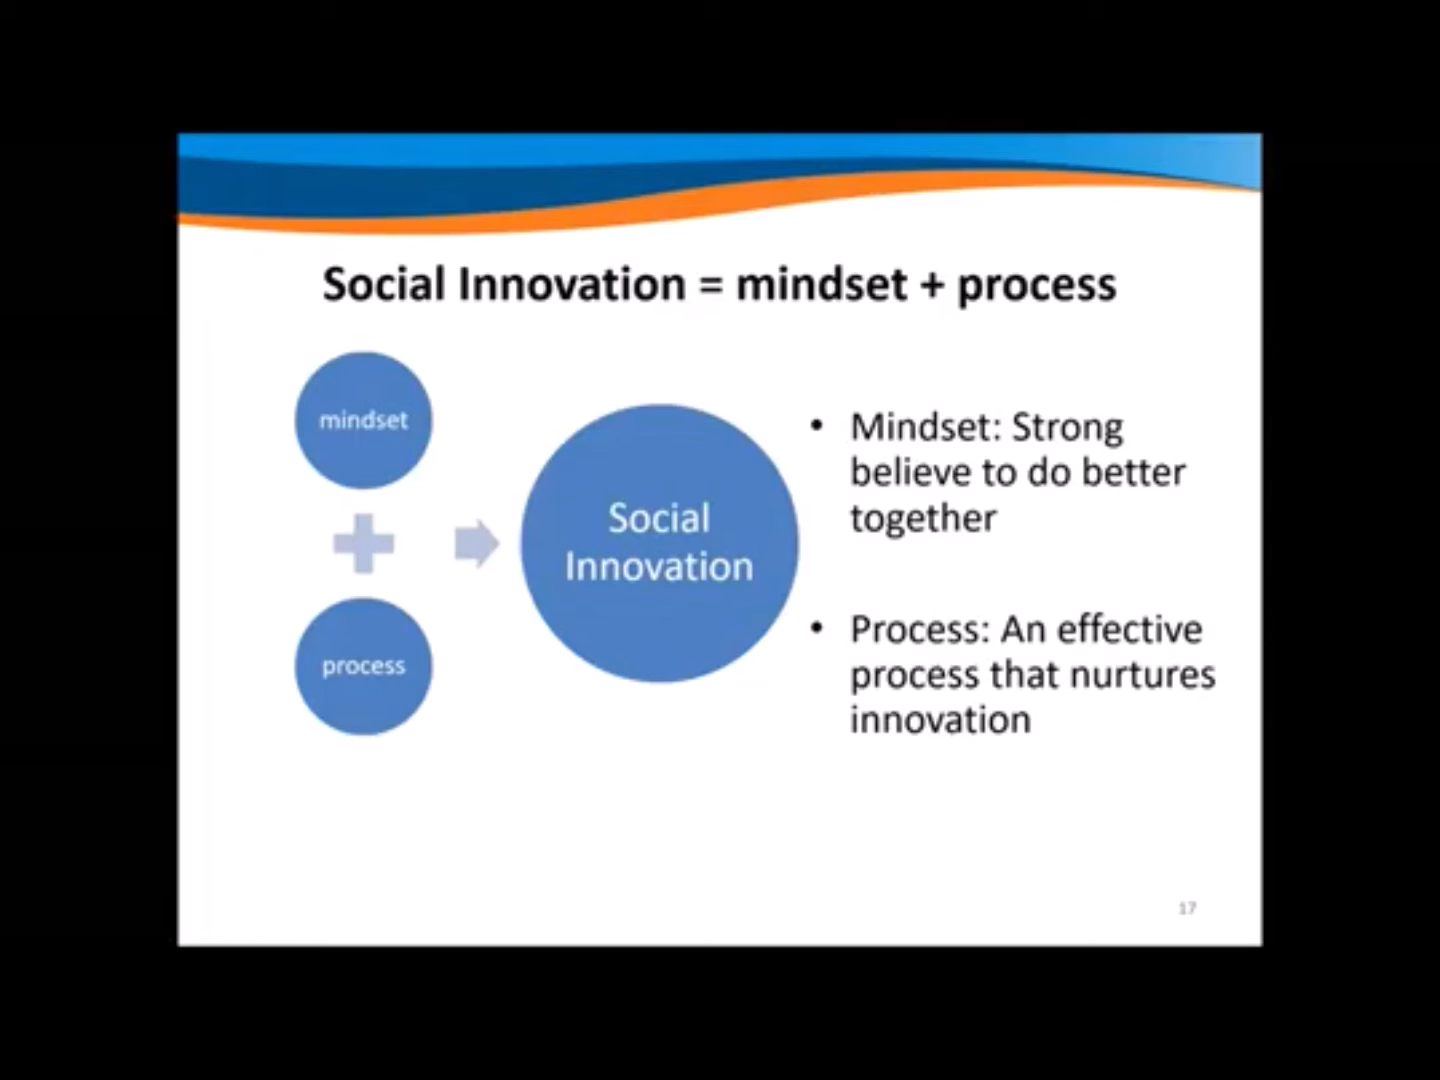 Social Innovation = mindset + process
mindset
process
Social
Innovation
• Mindset: Strong
believe to do better
together
• Process: An effective
process that nurtures
innovation
17